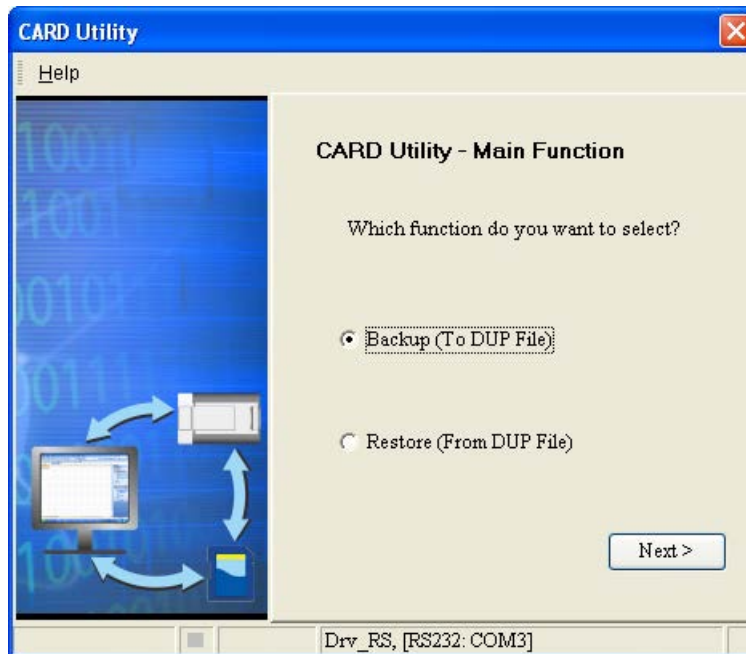 CARD Utility
Help
CARD Utility - Main Function
Which function do you want to select?
Backup (To DUP File)
Restore (From DUP File)
Next >
Drv_RS, [RS232: COM3]